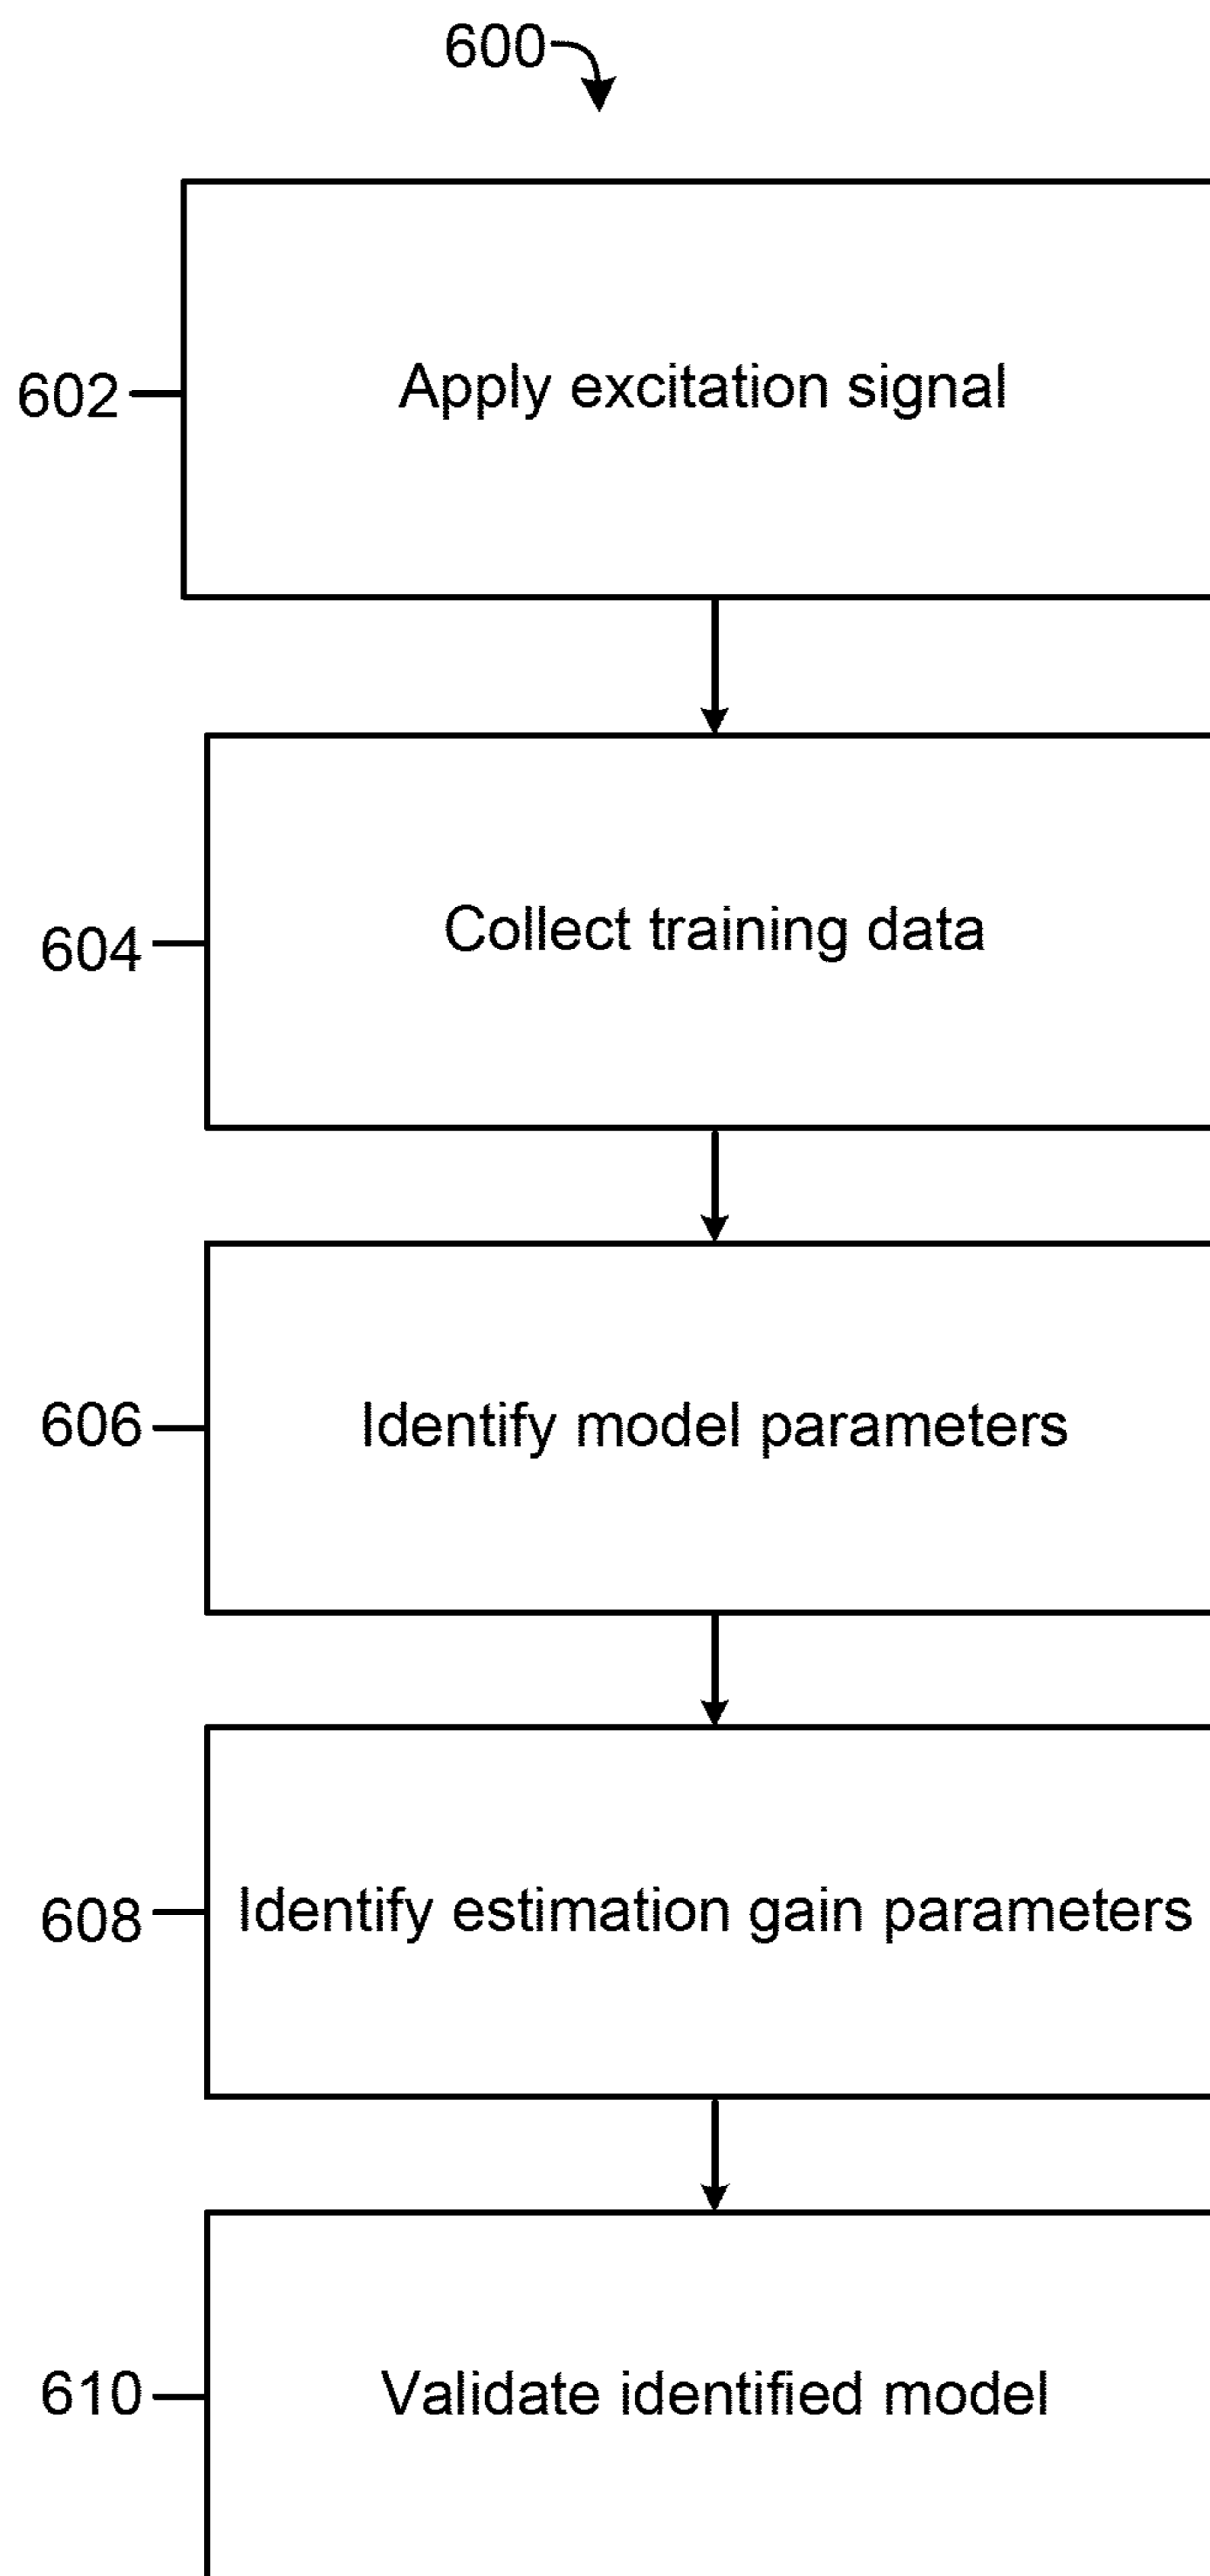 600
602
Apply excitation signal
604
Collect training data
606
Identify model parameters
608
Identify estimation gain parameters
610
Validate identified model